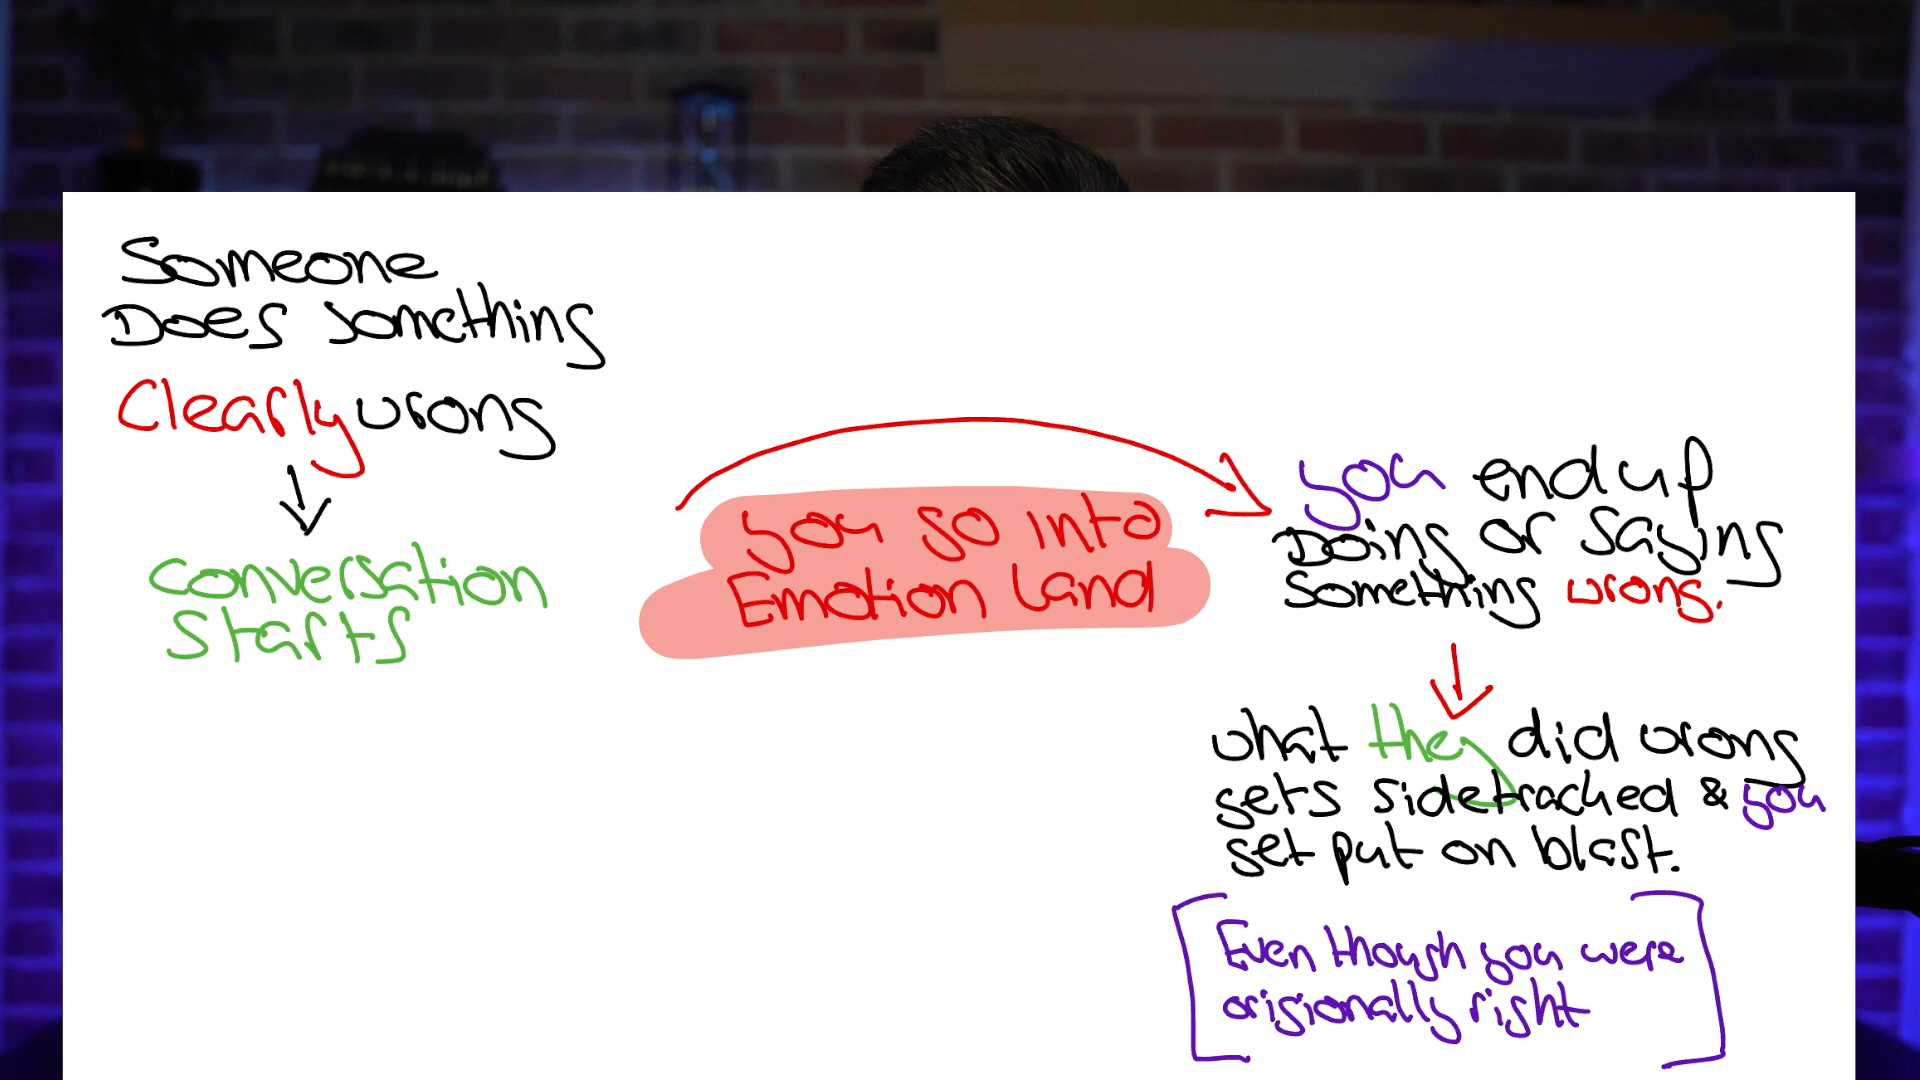 Someone
Does something
Clearly wrong
conversation
starts
you go into
Emotion Land
you end up
Doing or saying
something wrong.
what they did wrong
gets sidetracked & you
get put on blast.
Even though you were
origionally right